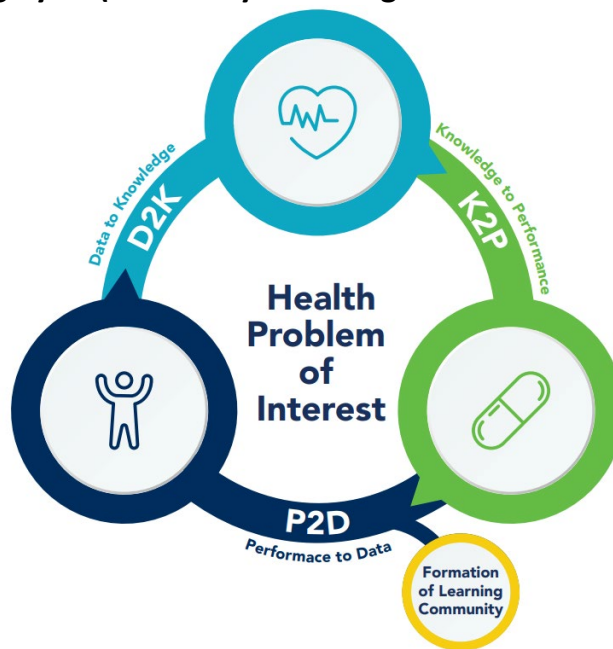 Data to Knowledge
D2K
Knowledge to Performance
K2P
Health
Problem
of
Interest
P2D
Performace to Data
Formation
of Learning
Community